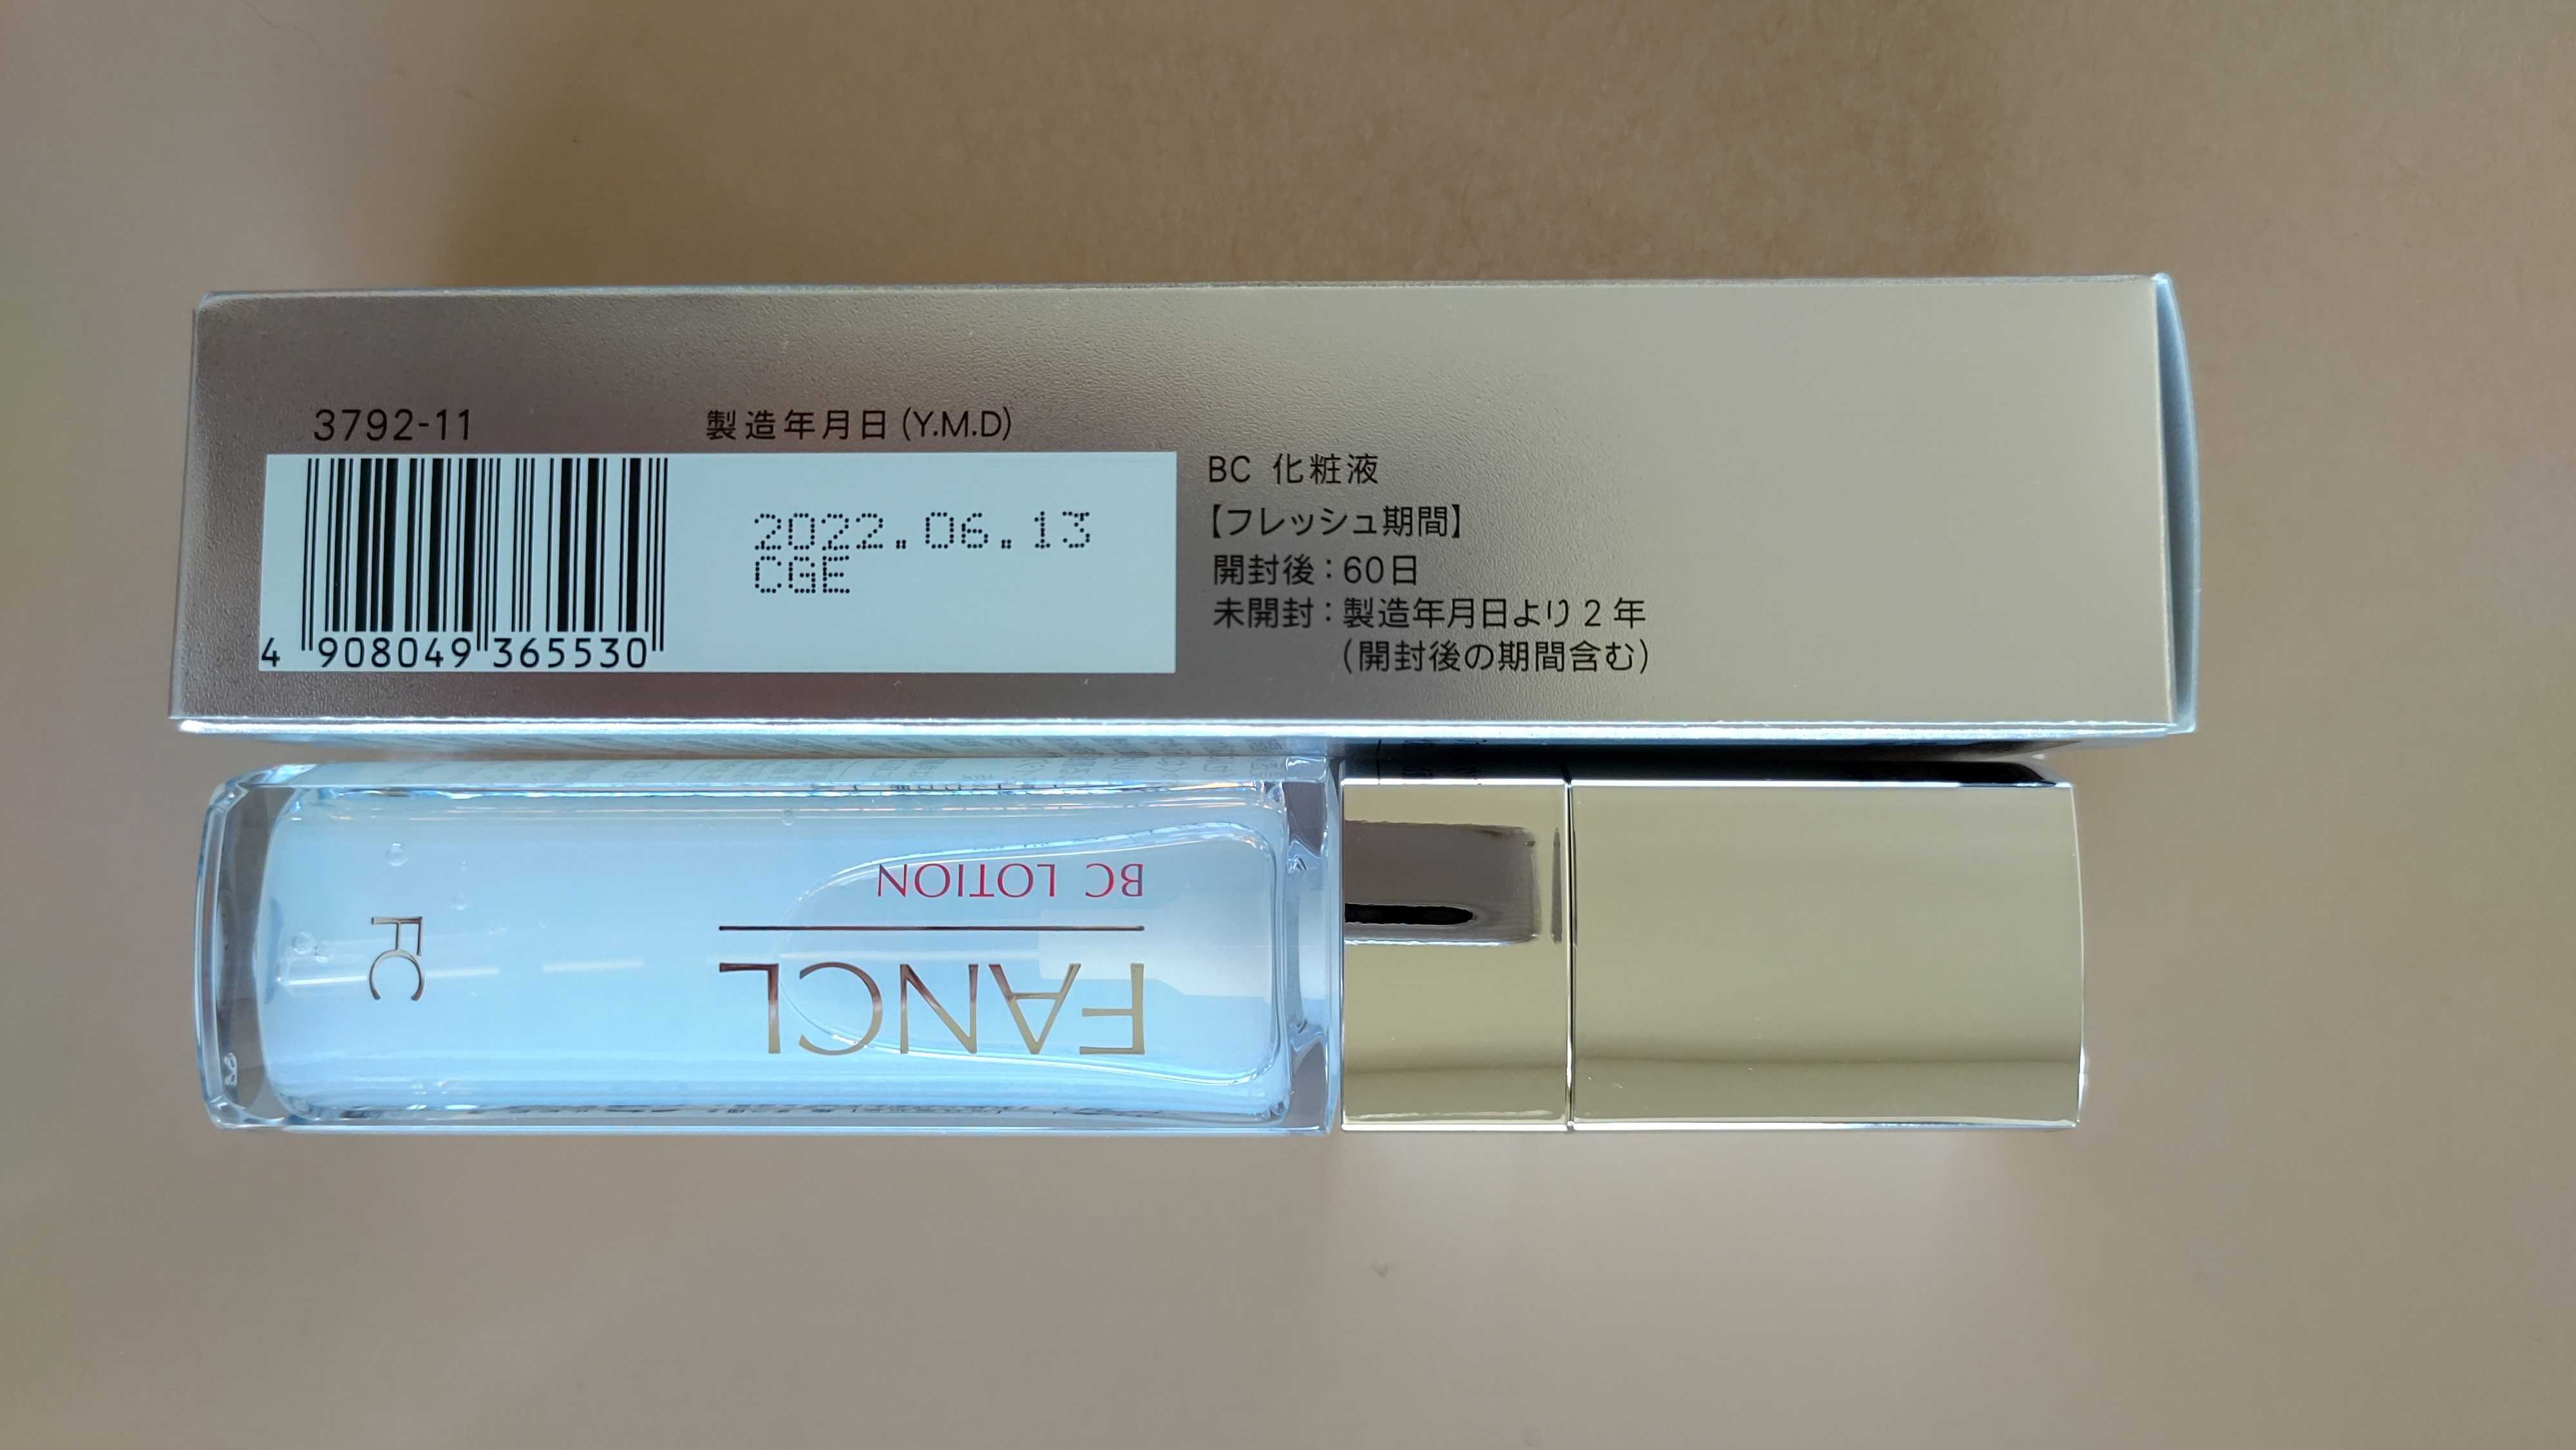 3792-11
製造年月日(Y.M.D)
2022.06.13
CGE
4 908049 365530
BC 化粧液
【フレッシュ期間】
開封後：60日
未開封：製造年月日より2年
(開封後の期間含む)
FANCL
BC LOTION
FC